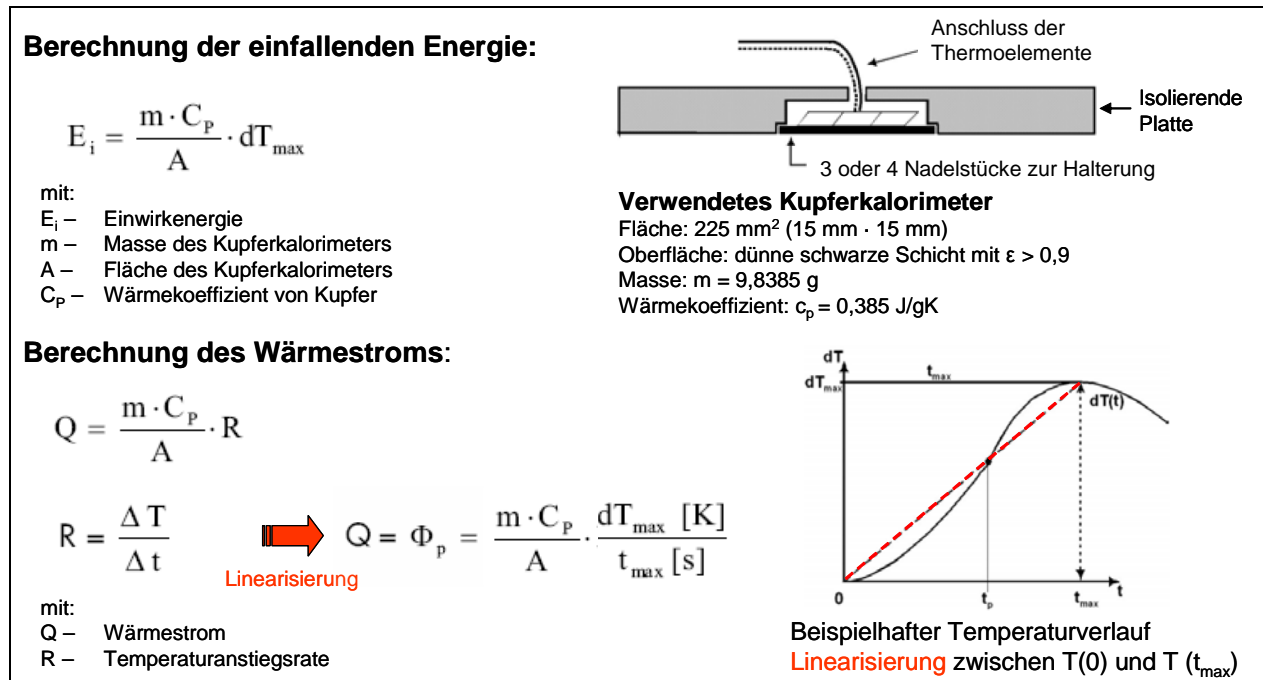 Berechnung der einfallenden Energie:
E_i = (m · C_P / A) · dT_max
mit:
E_i – Einwirkenergie
m – Masse des Kupferkalorimeters
A – Fläche des Kupferkalorimeters
C_P – Wärmekoeffizient von Kupfer
Anschluss der
Thermoelemente
Isolierende
Platte
3 oder 4 Nadelstücke zur Halterung
Verwendetes Kupferkalorimeter
Fläche: 225 mm² (15 mm · 15 mm)
Oberfläche: dünne schwarze Schicht mit ε > 0,9
Masse: m = 9,8385 g
Wärmekoeffizient: c_p = 0,385 J/gK
Berechnung des Wärmestroms:
Q = (m · C_P / A) · R
R = Δ T / Δ t
Linearisierung
Q = Φ_p = (m · C_P / A) · (dT_max [K] / t_max [s])
mit:
Q – Wärmestrom
R – Temperaturanstiegsrate
dT
dT_max
t_max
dT(t)
0
t_p
t_max
t
Beispielhafter Temperaturverlauf
Linearisierung zwischen T(0) und T (t_max)